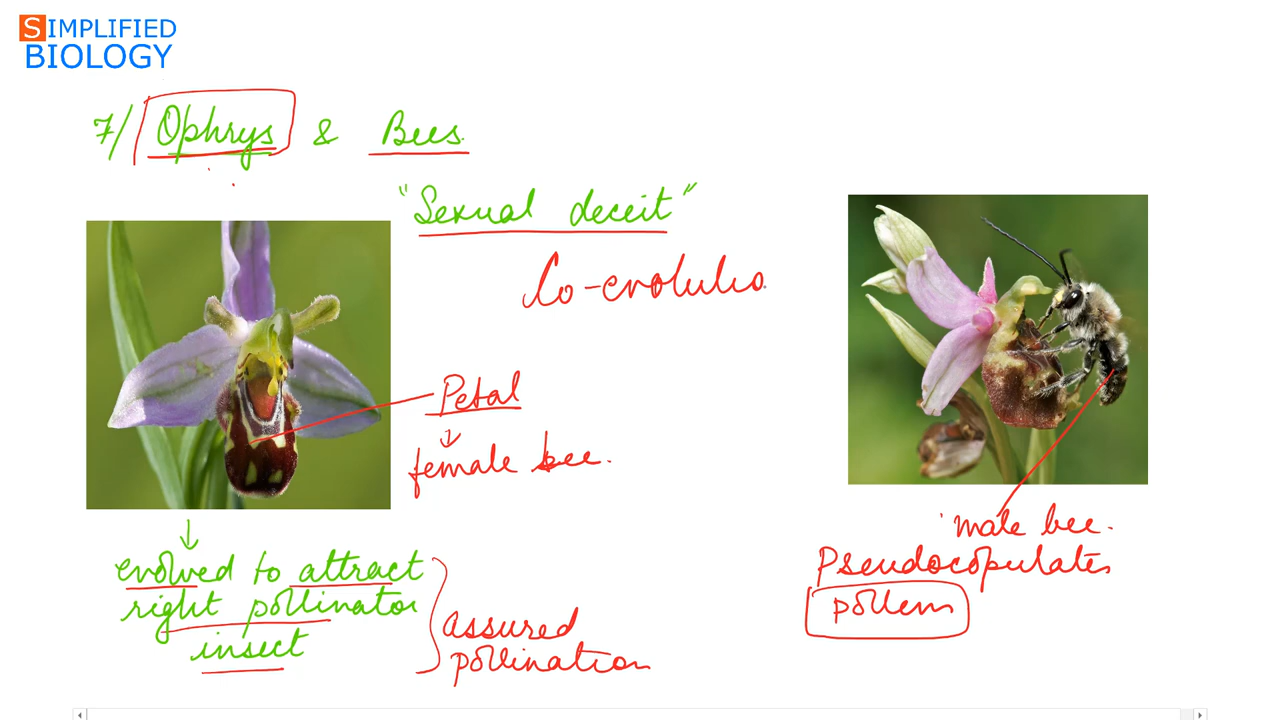 SIMPLIFIED
BIOLOGY
7/ Ophrys & Bees
"Sexual deceit"
Co-evolutio
Petal
female bee.
male bee.
Pseudocopulates
pollens
evolved to attract
right pollinator
insect
assured
pollination